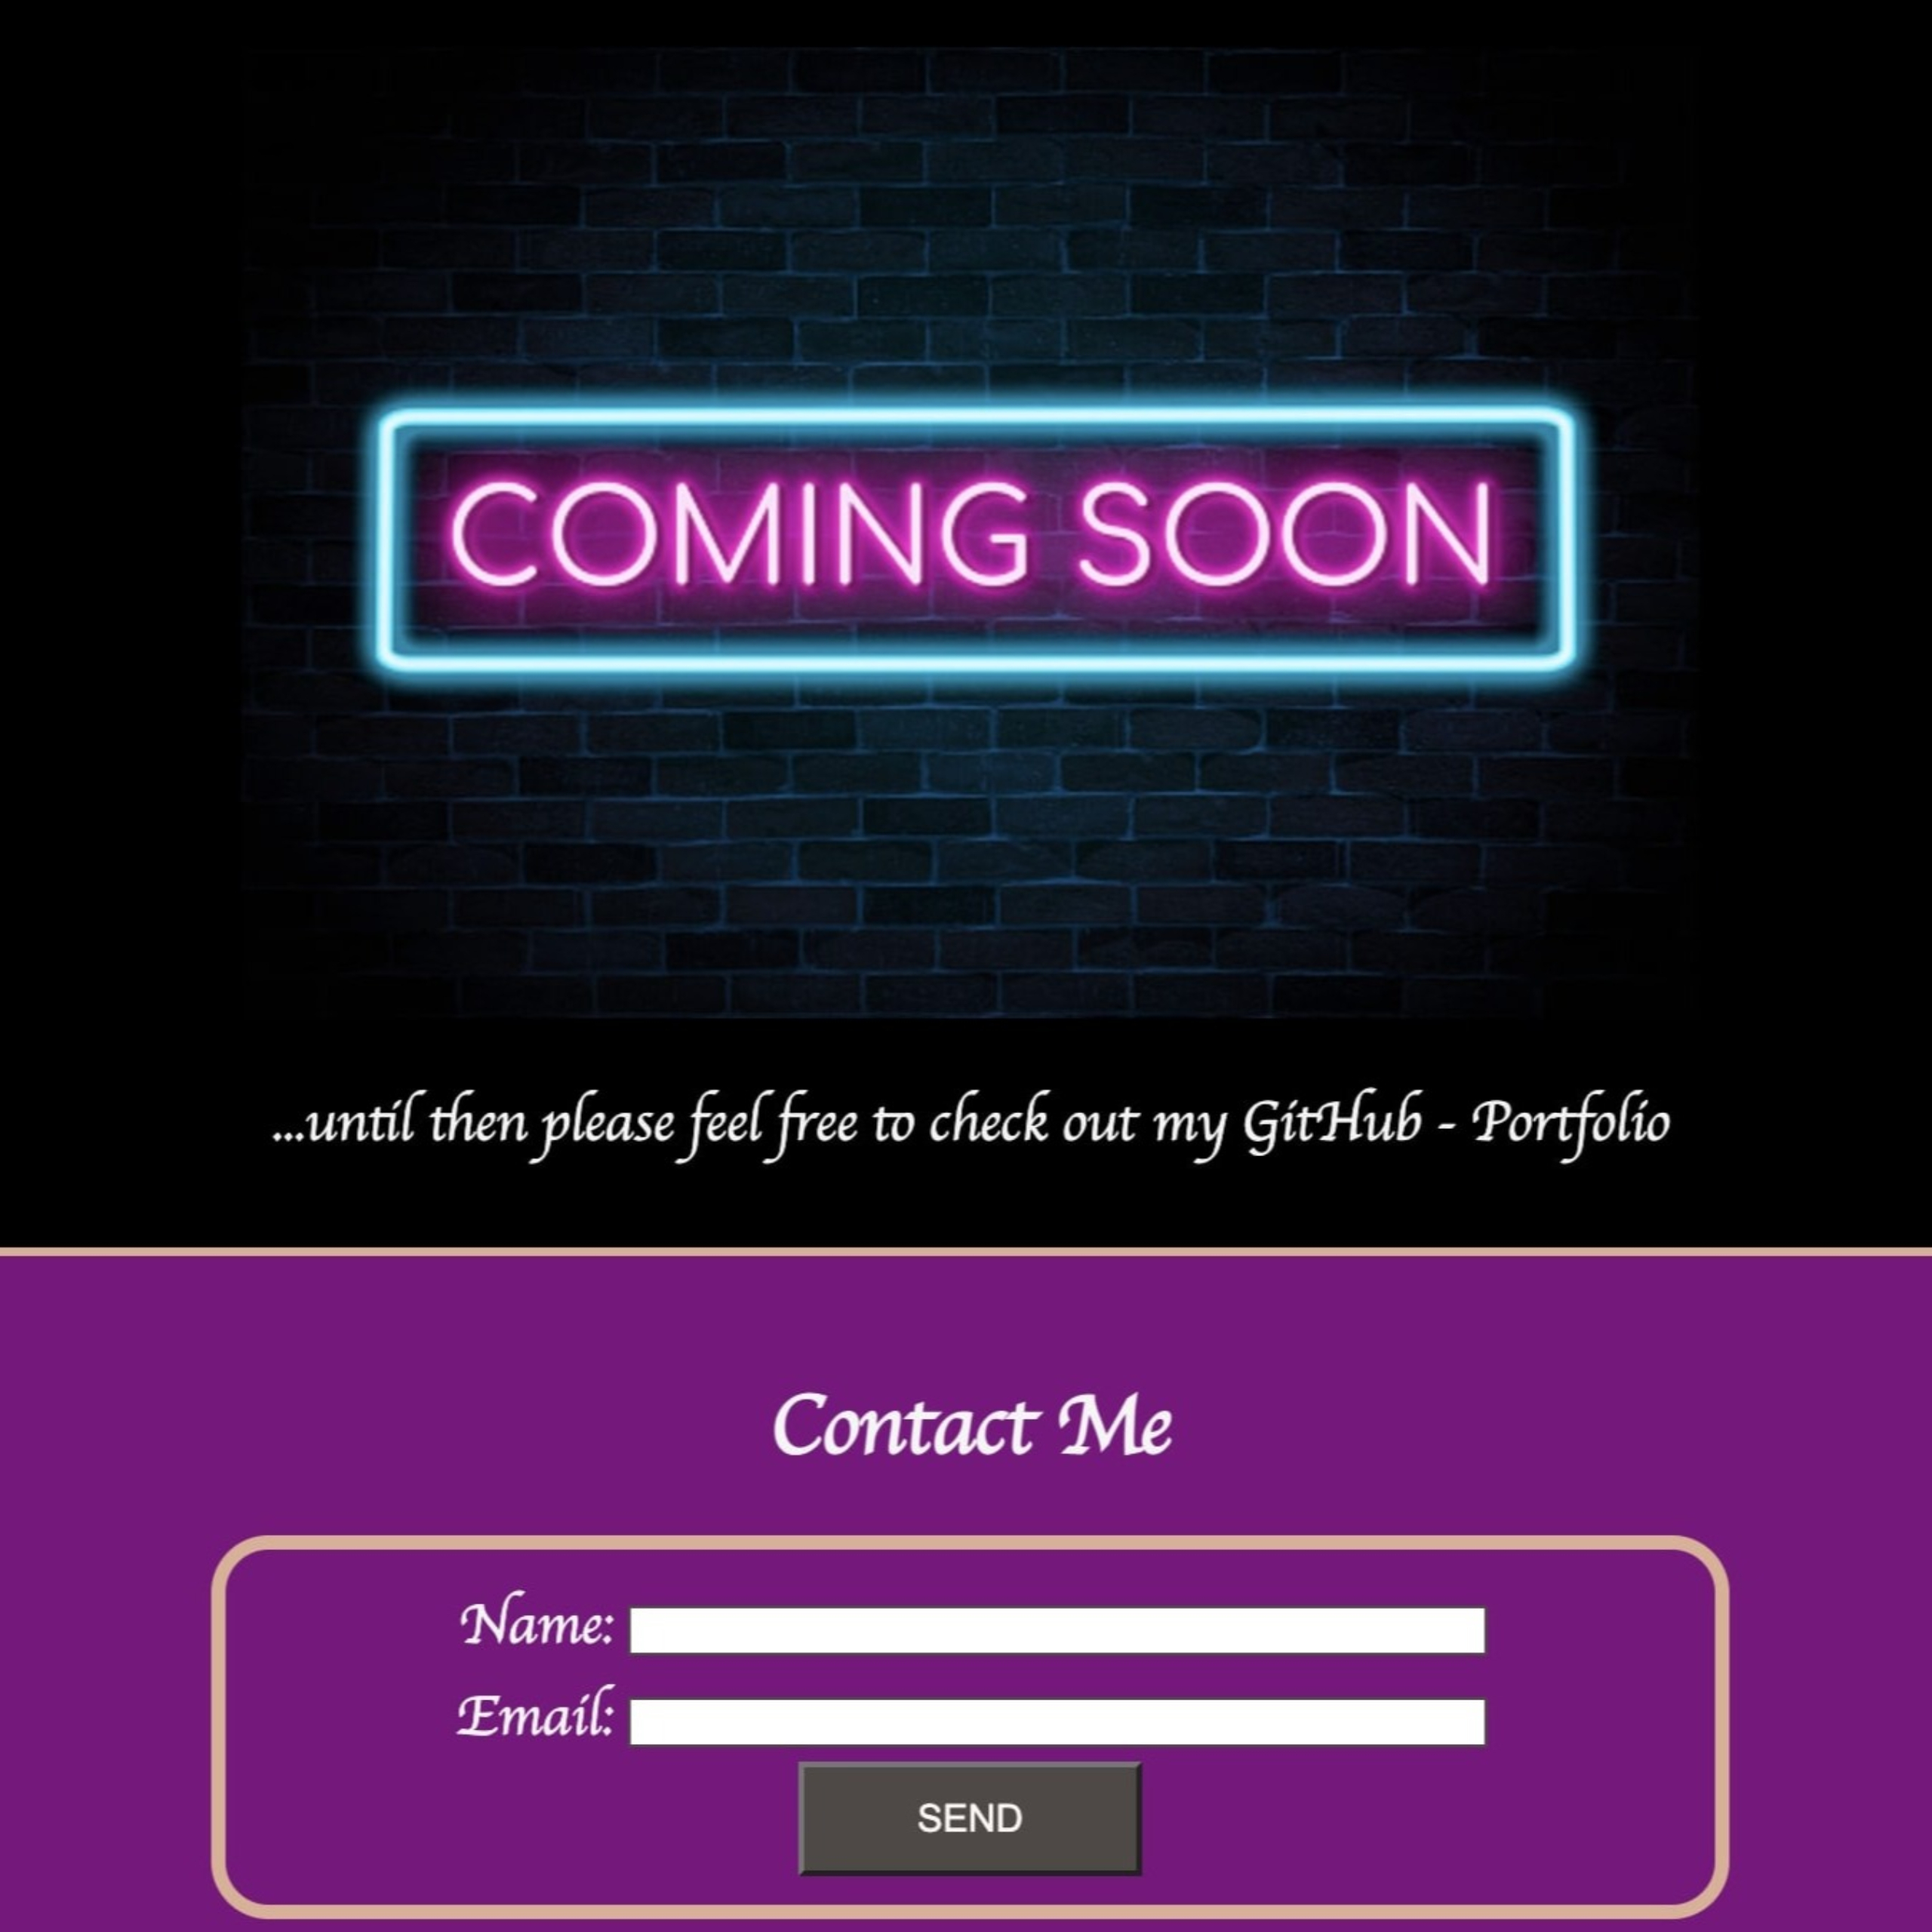 COMING SOON
...until then please feel free to check out my GitHub - Portfolio
Contact Me
Name:
Email:
SEND